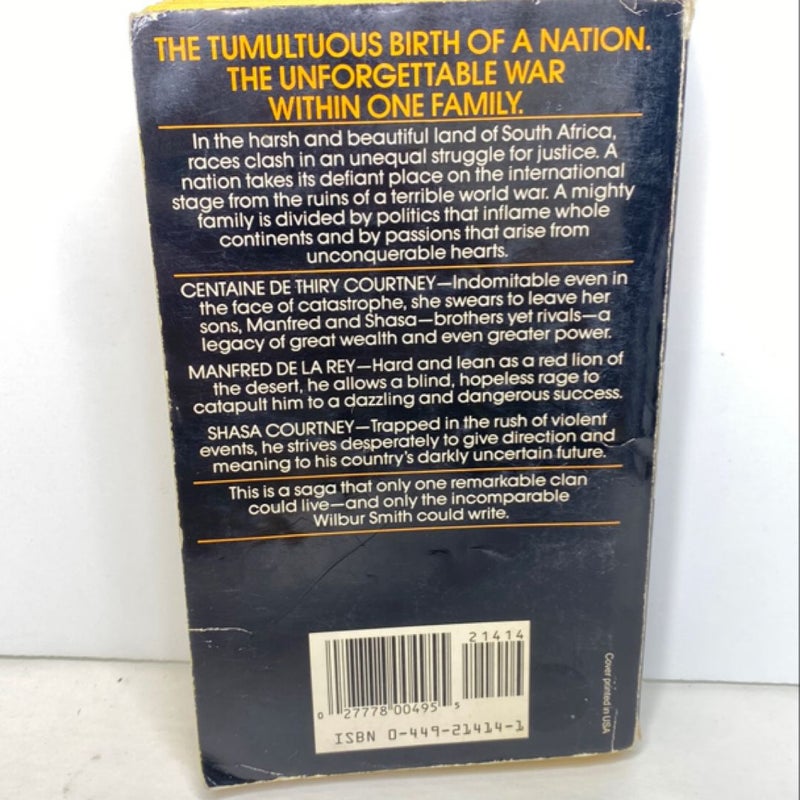 THE TUMULTUOUS BIRTH OF A NATION.
THE UNFORGETTABLE WAR
WITHIN ONE FAMILY.
In the harsh and beautiful land of South Africa,
races clash in an unequal struggle for justice. A
nation takes its defiant place on the international
stage from the ruins of a terrible world war. A mighty
family is divided by politics that inflame whole
continents and by passions that arise from
unconquerable hearts.
CENTAINE DE THIRY COURTNEY—Indomitable even in
the face of catastrophe, she swears to leave her
sons, Manfred and Shasa—brothers yet rivals—a
legacy of great wealth and even greater power.
MANFRED DE LA REY—Hard and lean as a red lion of
the desert, he allows a blind, hopeless rage to
catapult him to a dazzling and dangerous success.
SHASA COURTNEY—Trapped in the rush of violent
events, he strives desperately to give direction and
meaning to his country's darkly uncertain future.
This is a saga that only one remarkable clan
could live—and only the incomparable
Wilbur Smith could write.
21414
0 27778 00495 5
ISBN 0-449-21414-1
Cover printed in USA